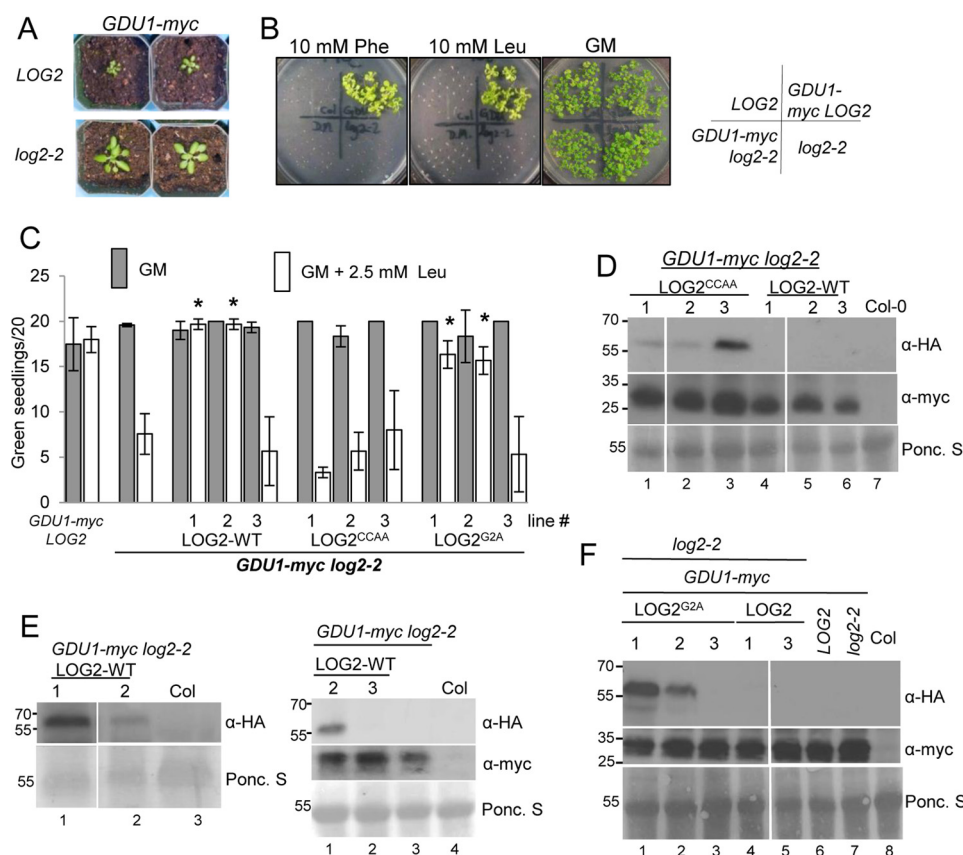 A
GDU1-myc
LOG2
log2-2
B
10 mM Phe
10 mM Leu
GM
LOG2
GDU1-
myc LOG2
GDU1-myc
log2-2
log2-2
C
GM
GM + 2.5 mM Leu
Green seedlings/20
25
20
15
10
5
0
GDU1-myc
LOG2
1 2 3 1 2 3 1 2 3 line #
LOG2-WT LOG2CCAA LOG2G2A
GDU1-myc log2-2
* * * *
D
GDU1-myc log2-2
LOG2CCAA LOG2-WT
1 2 3 1 2 3 Col-0
70
55
α-HA
35
25
α-myc
55
Ponc. S
1 2 3 4 5 6 7
E
GDU1-myc log2-2
LOG2-WT
1 2 Col
70
55
α-HA
55
Ponc. S
1 2 3
GDU1-myc log2-2
LOG2-WT
2 3 Col
70
55
α-HA
α-myc
55
Ponc. S
1 2 3 4
F
log2-2
GDU1-myc
LOG2G2A LOG2 LOG2 log2-2 Col
1 2 3 1 3
70
55
α-HA
35
25
α-myc
55
Ponc. S
1 2 3 4 5 6 7 8